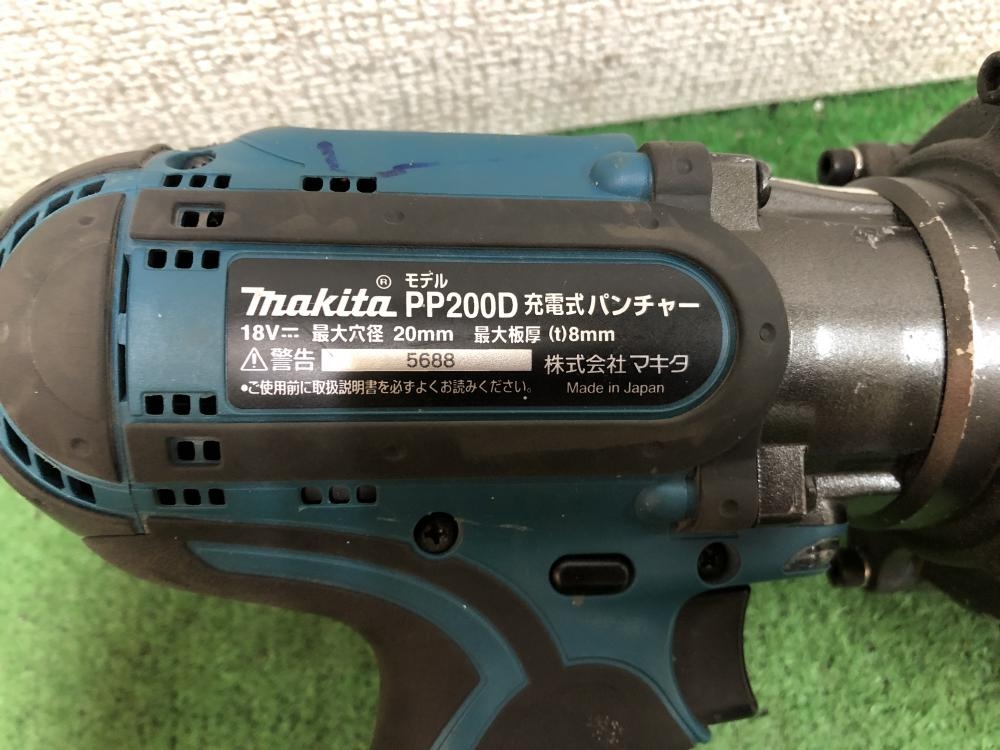 makita® モデル PP200D 充電式パンチャー
18V⎓ 最大穴径 20mm 最大板厚 (t)8mm
⚠警告 5688 株式会社 マキタ
●ご使用前に取扱説明書を必ずよくお読みください。 Made in Japan